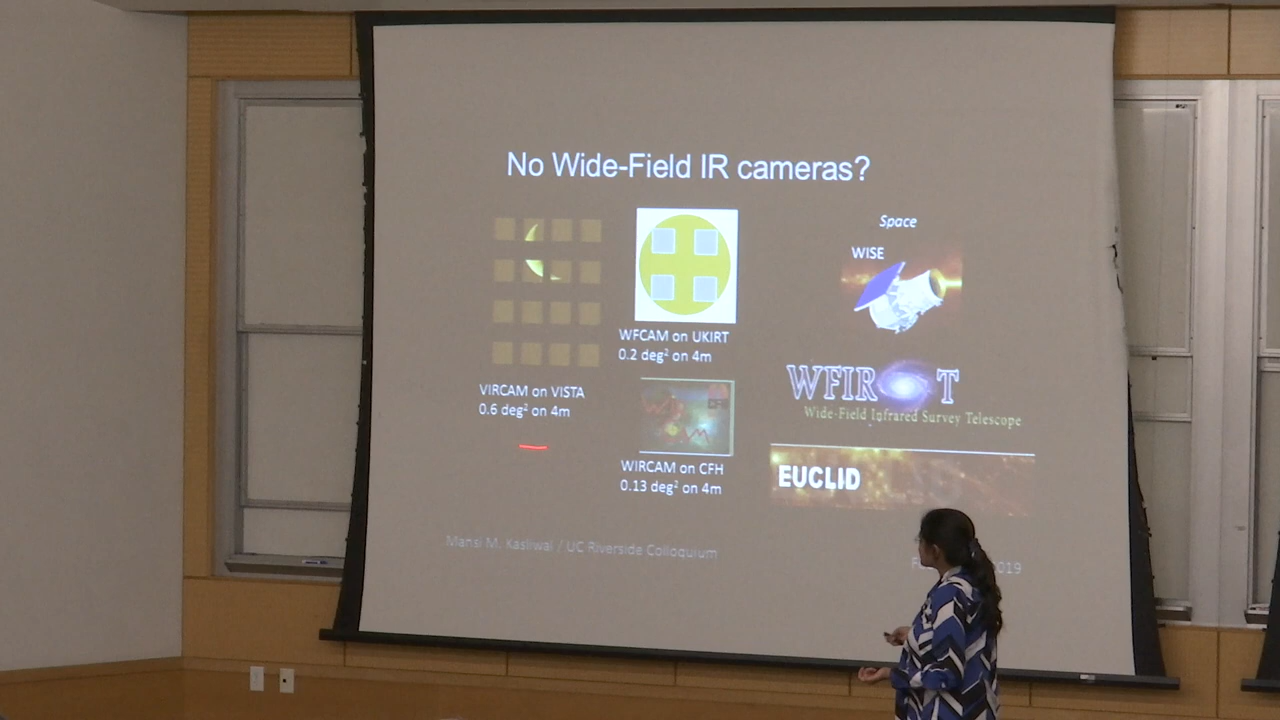 No Wide-Field IR cameras?
VIRCAM on VISTA
0.6 deg² on 4m
WFCAM on UKIRT
0.2 deg² on 4m
WIRCAM on CFH
0.13 deg² on 4m
Space
WISE
WFIR T
Wide-Field Infrared Survey Telescope
EUCLID
Mansi M. Kasliwal / UC Riverside Colloquium
2019